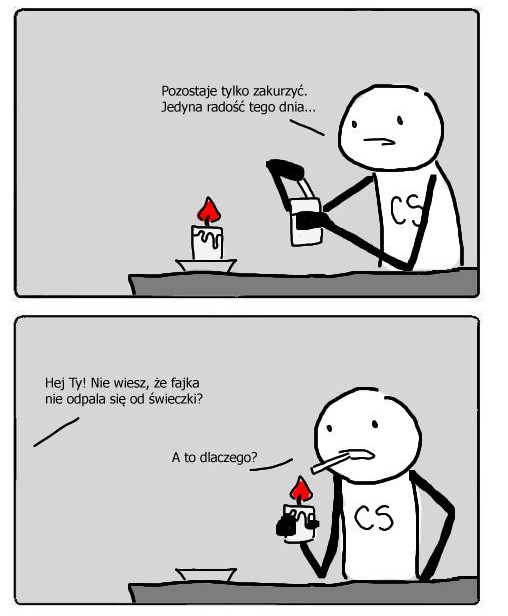 Pozostaje tylko zakurzyć.
Jedyna radość tego dnia...
CS
Hej Ty! Nie wiesz, że fajka
nie odpala się od świeczki?
A to dlaczego?
CS